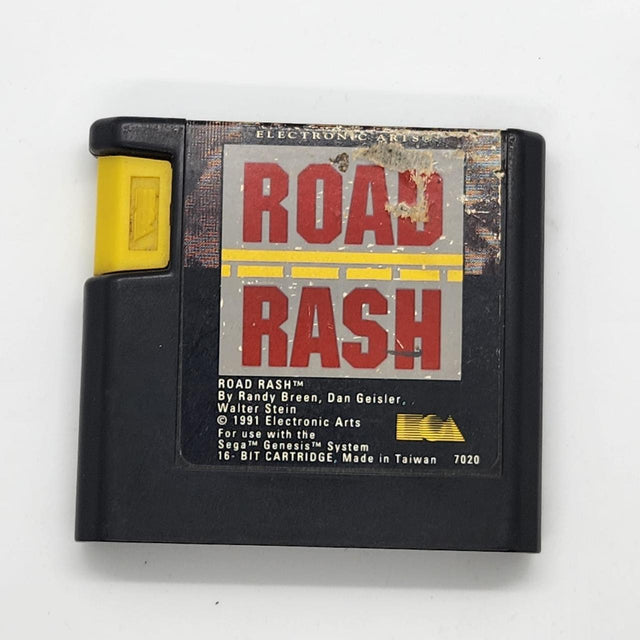 ELECTRONIC ARTS
ROAD
RASH
ROAD RASH™
By Randy Breen, Dan Geisler,
Walter Stein
© 1991 Electronic Arts
For use with the
Sega™ Genesis™ System
16- BIT CARTRIDGE, Made in Taiwan 7020
EA